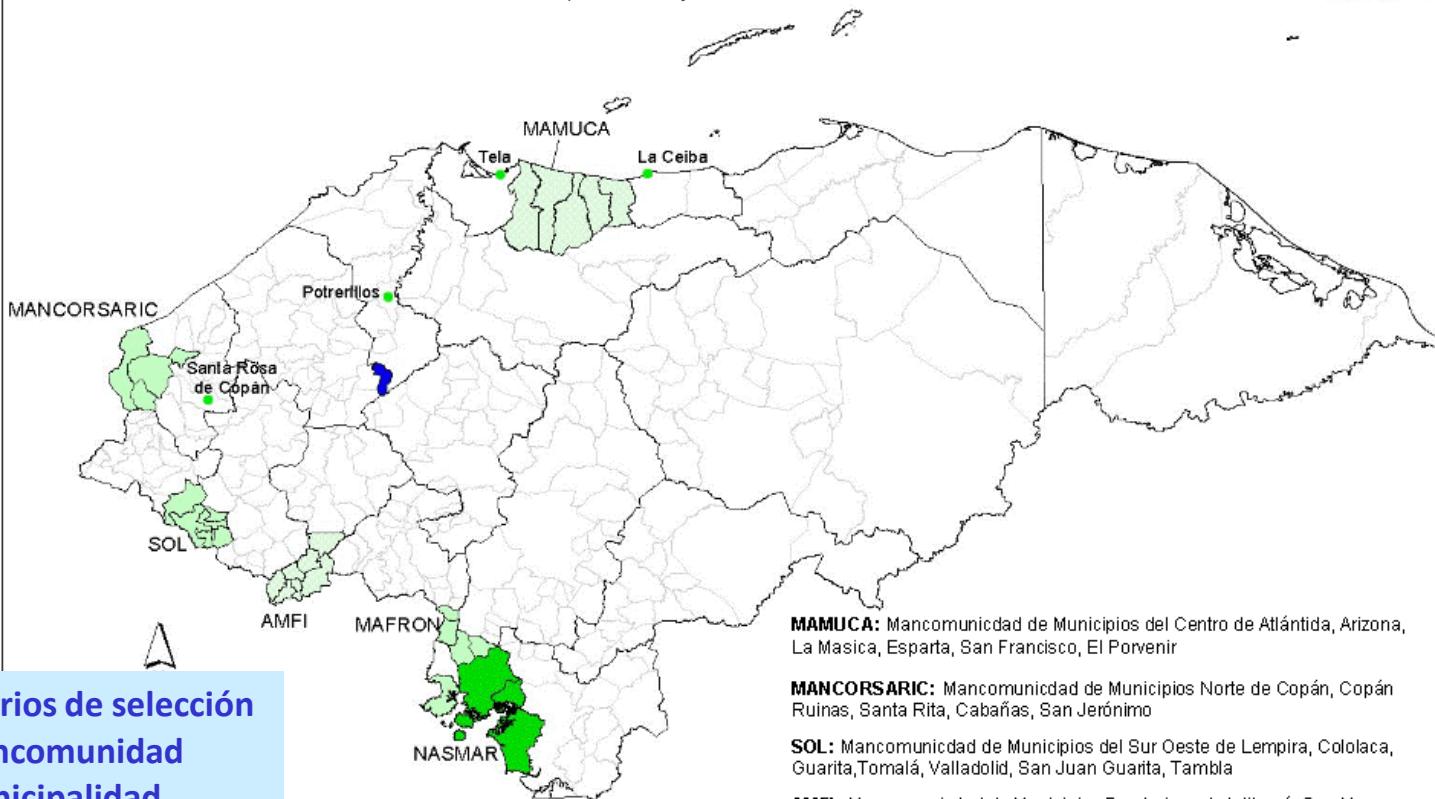 MAMUCA
Tela
La Ceiba
Potrerillos
MANCORSARIC
Santa Rosa
de Copán
SOL
AMFI
MAFRON
NASMAR
MAMUCA: Mancomunicdad de Municipios del Centro de Atlántida, Arizona,
La Masica, Esparta, San Francisco, El Porvenir
MANCORSARIC: Mancomunicdad de Municipios Norte de Copán, Copán
Ruinas, Santa Rita, Cabañas, San Jerónimo
SOL: Mancomunicdad de Municipios del Sur Oeste de Lempira, Cololaca,
Guarita,Tomalá, Valladolid, San Juan Guarita, Tambla
rios de selección
ncomunidad